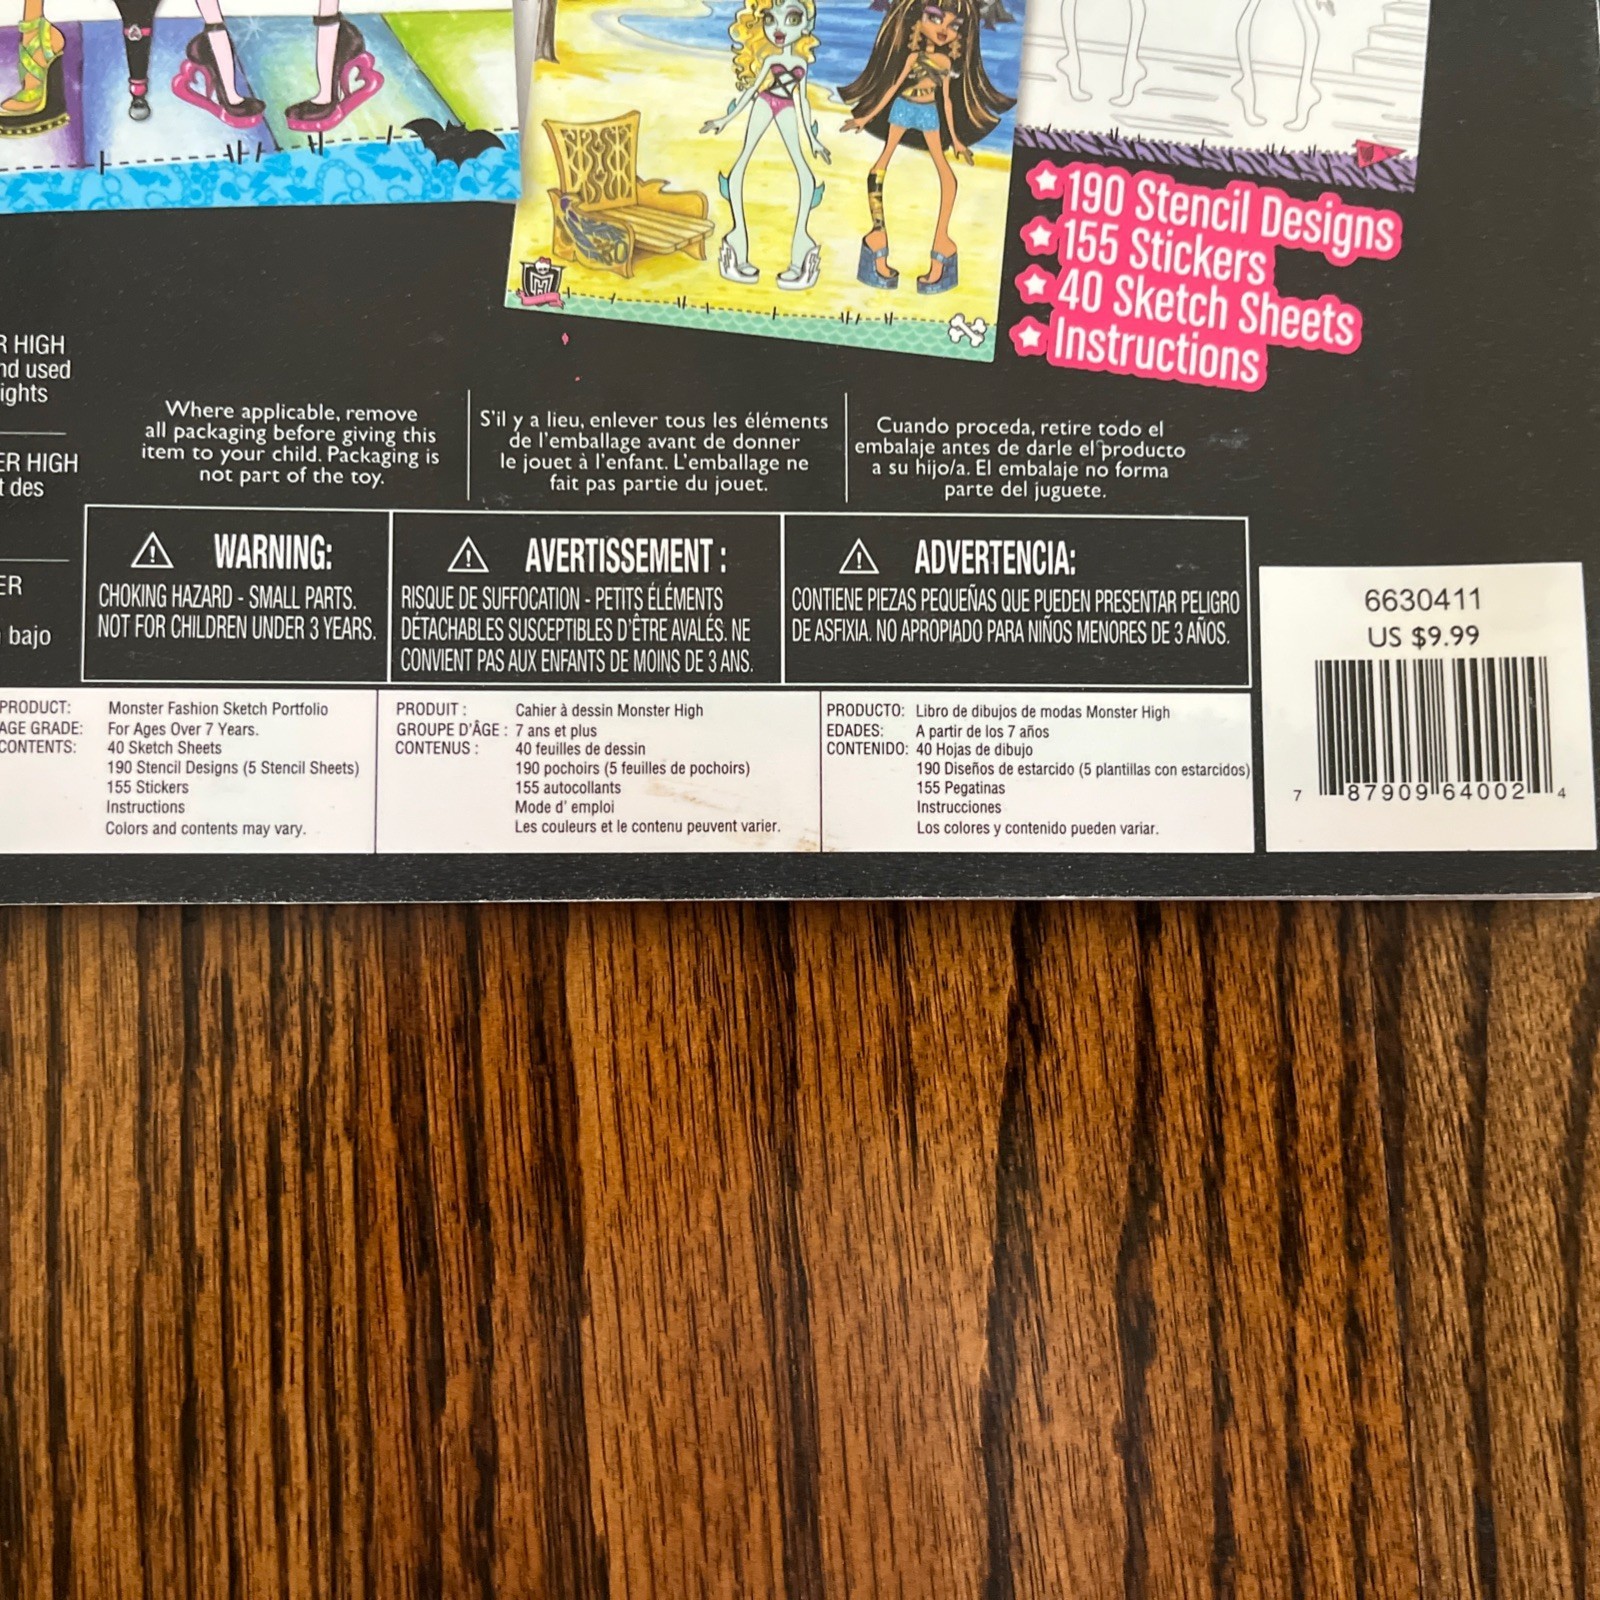 190 Stencil Designs
155 Stickers
40 Sketch Sheets
Instructions
R HIGH
nd used
ights
ER HIGH
t des
ER
bajo
Where applicable, remove
all packaging before giving this
item to your child. Packaging is
not part of the toy.
S'il y a lieu, enlever tous les éléments
de l'emballage avant de donner
le jouet à l'enfant. L'emballage ne
fait pas partie du jouet.
Cuando proceda, retire todo el
embalaje antes de darle el producto
a su hijo/a. El embalaje no forma
parte del juguete.
WARNING:
CHOKING HAZARD - SMALL PARTS.
NOT FOR CHILDREN UNDER 3 YEARS.
AVERTISSEMENT :
RISQUE DE SUFFOCATION - PETITS ÉLÉMENTS
DÉTACHABLES SUSCEPTIBLES D'ÊTRE AVALÉS. NE
CONVIENT PAS AUX ENFANTS DE MOINS DE 3 ANS.
ADVERTENCIA:
CONTIENE PIEZAS PEQUEÑAS QUE PUEDEN PRESENTAR PELIGRO
DE ASFIXIA. NO APROPIADO PARA NIÑOS MENORES DE 3 AÑOS.
PRODUCT: Monster Fashion Sketch Portfolio
AGE GRADE: For Ages Over 7 Years.
CONTENTS: 40 Sketch Sheets
190 Stencil Designs (5 Stencil Sheets)
155 Stickers
Instructions
Colors and contents may vary.
PRODUIT : Cahier à dessin Monster High
GROUPE D'ÂGE : 7 ans et plus
CONTENUS : 40 feuilles de dessin
190 pochoirs (5 feuilles de pochoirs)
155 autocollants
Mode d' emploi
Les couleurs et le contenu peuvent varier.
PRODUCTO: Libro de dibujos de modas Monster High
EDADES: A partir de los 7 años
CONTENIDO: 40 Hojas de dibujo
190 Diseños de estarcido (5 plantillas con estarcidos)
155 Pegatinas
Instrucciones
Los colores y contenido pueden variar.
6630411
US $9.99
7 87909 64002 4